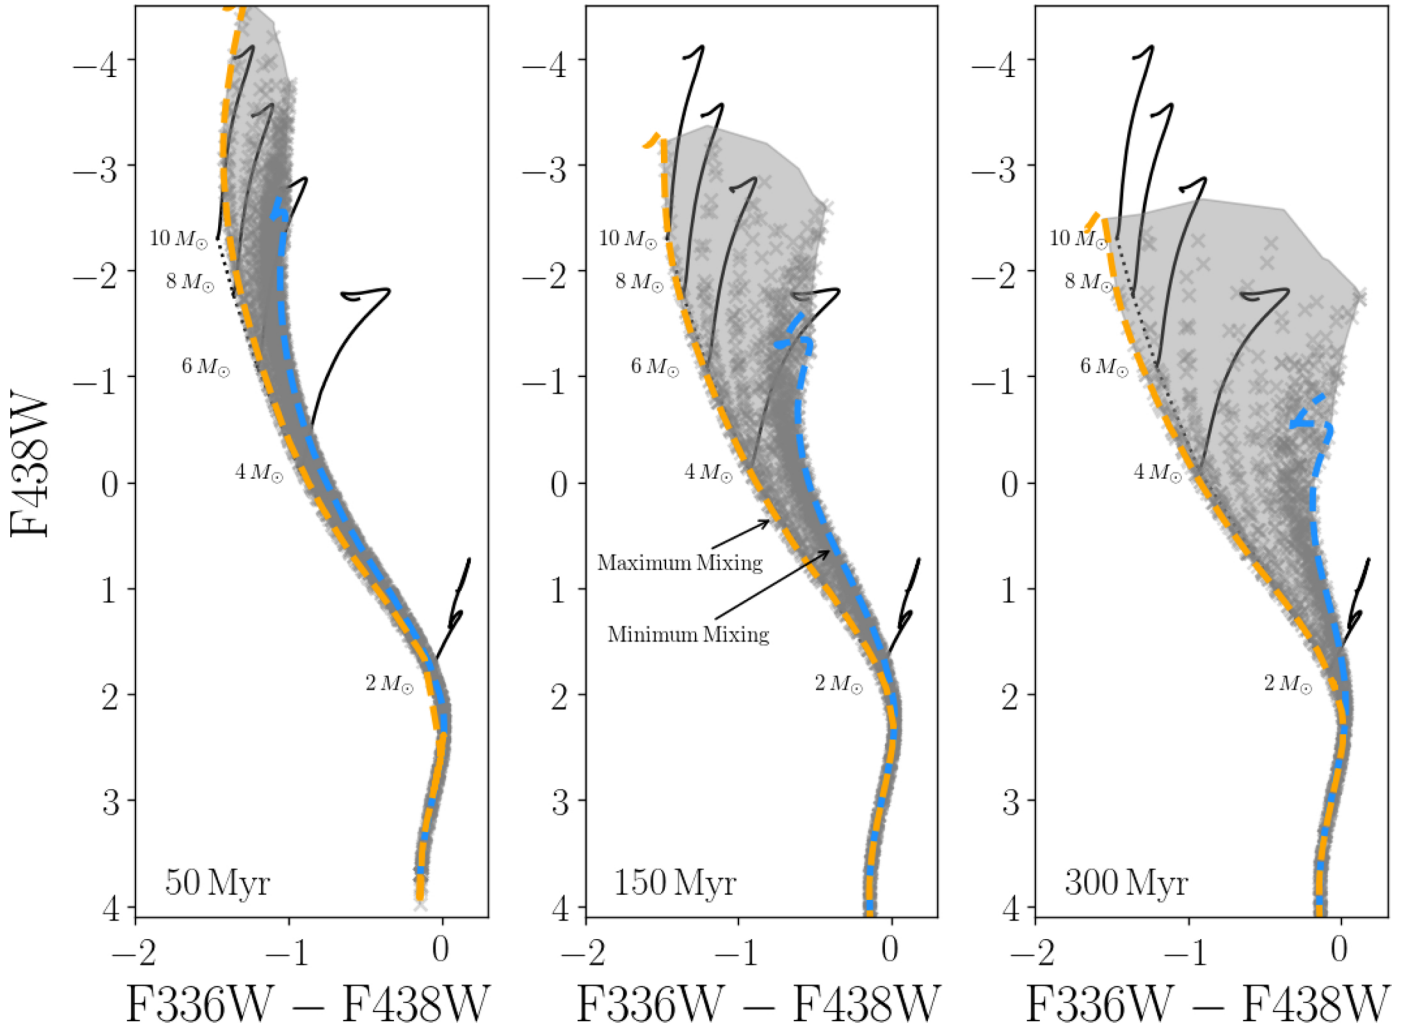 F438W
−4
−3
−2
−1
0
1
2
3
4
10 M⊙
8 M⊙
6 M⊙
4 M⊙
2 M⊙
50 Myr
−2
−1
0
F336W − F438W
−4
−3
−2
−1
0
1
2
3
4
10 M⊙
8 M⊙
6 M⊙
4 M⊙
Maximum Mixing
Minimum Mixing
2 M⊙
150 Myr
−2
−1
0
F336W − F438W
−4
−3
−2
−1
0
1
2
3
4
10 M⊙
8 M⊙
6 M⊙
4 M⊙
2 M⊙
300 Myr
−2
−1
0
F336W − F438W